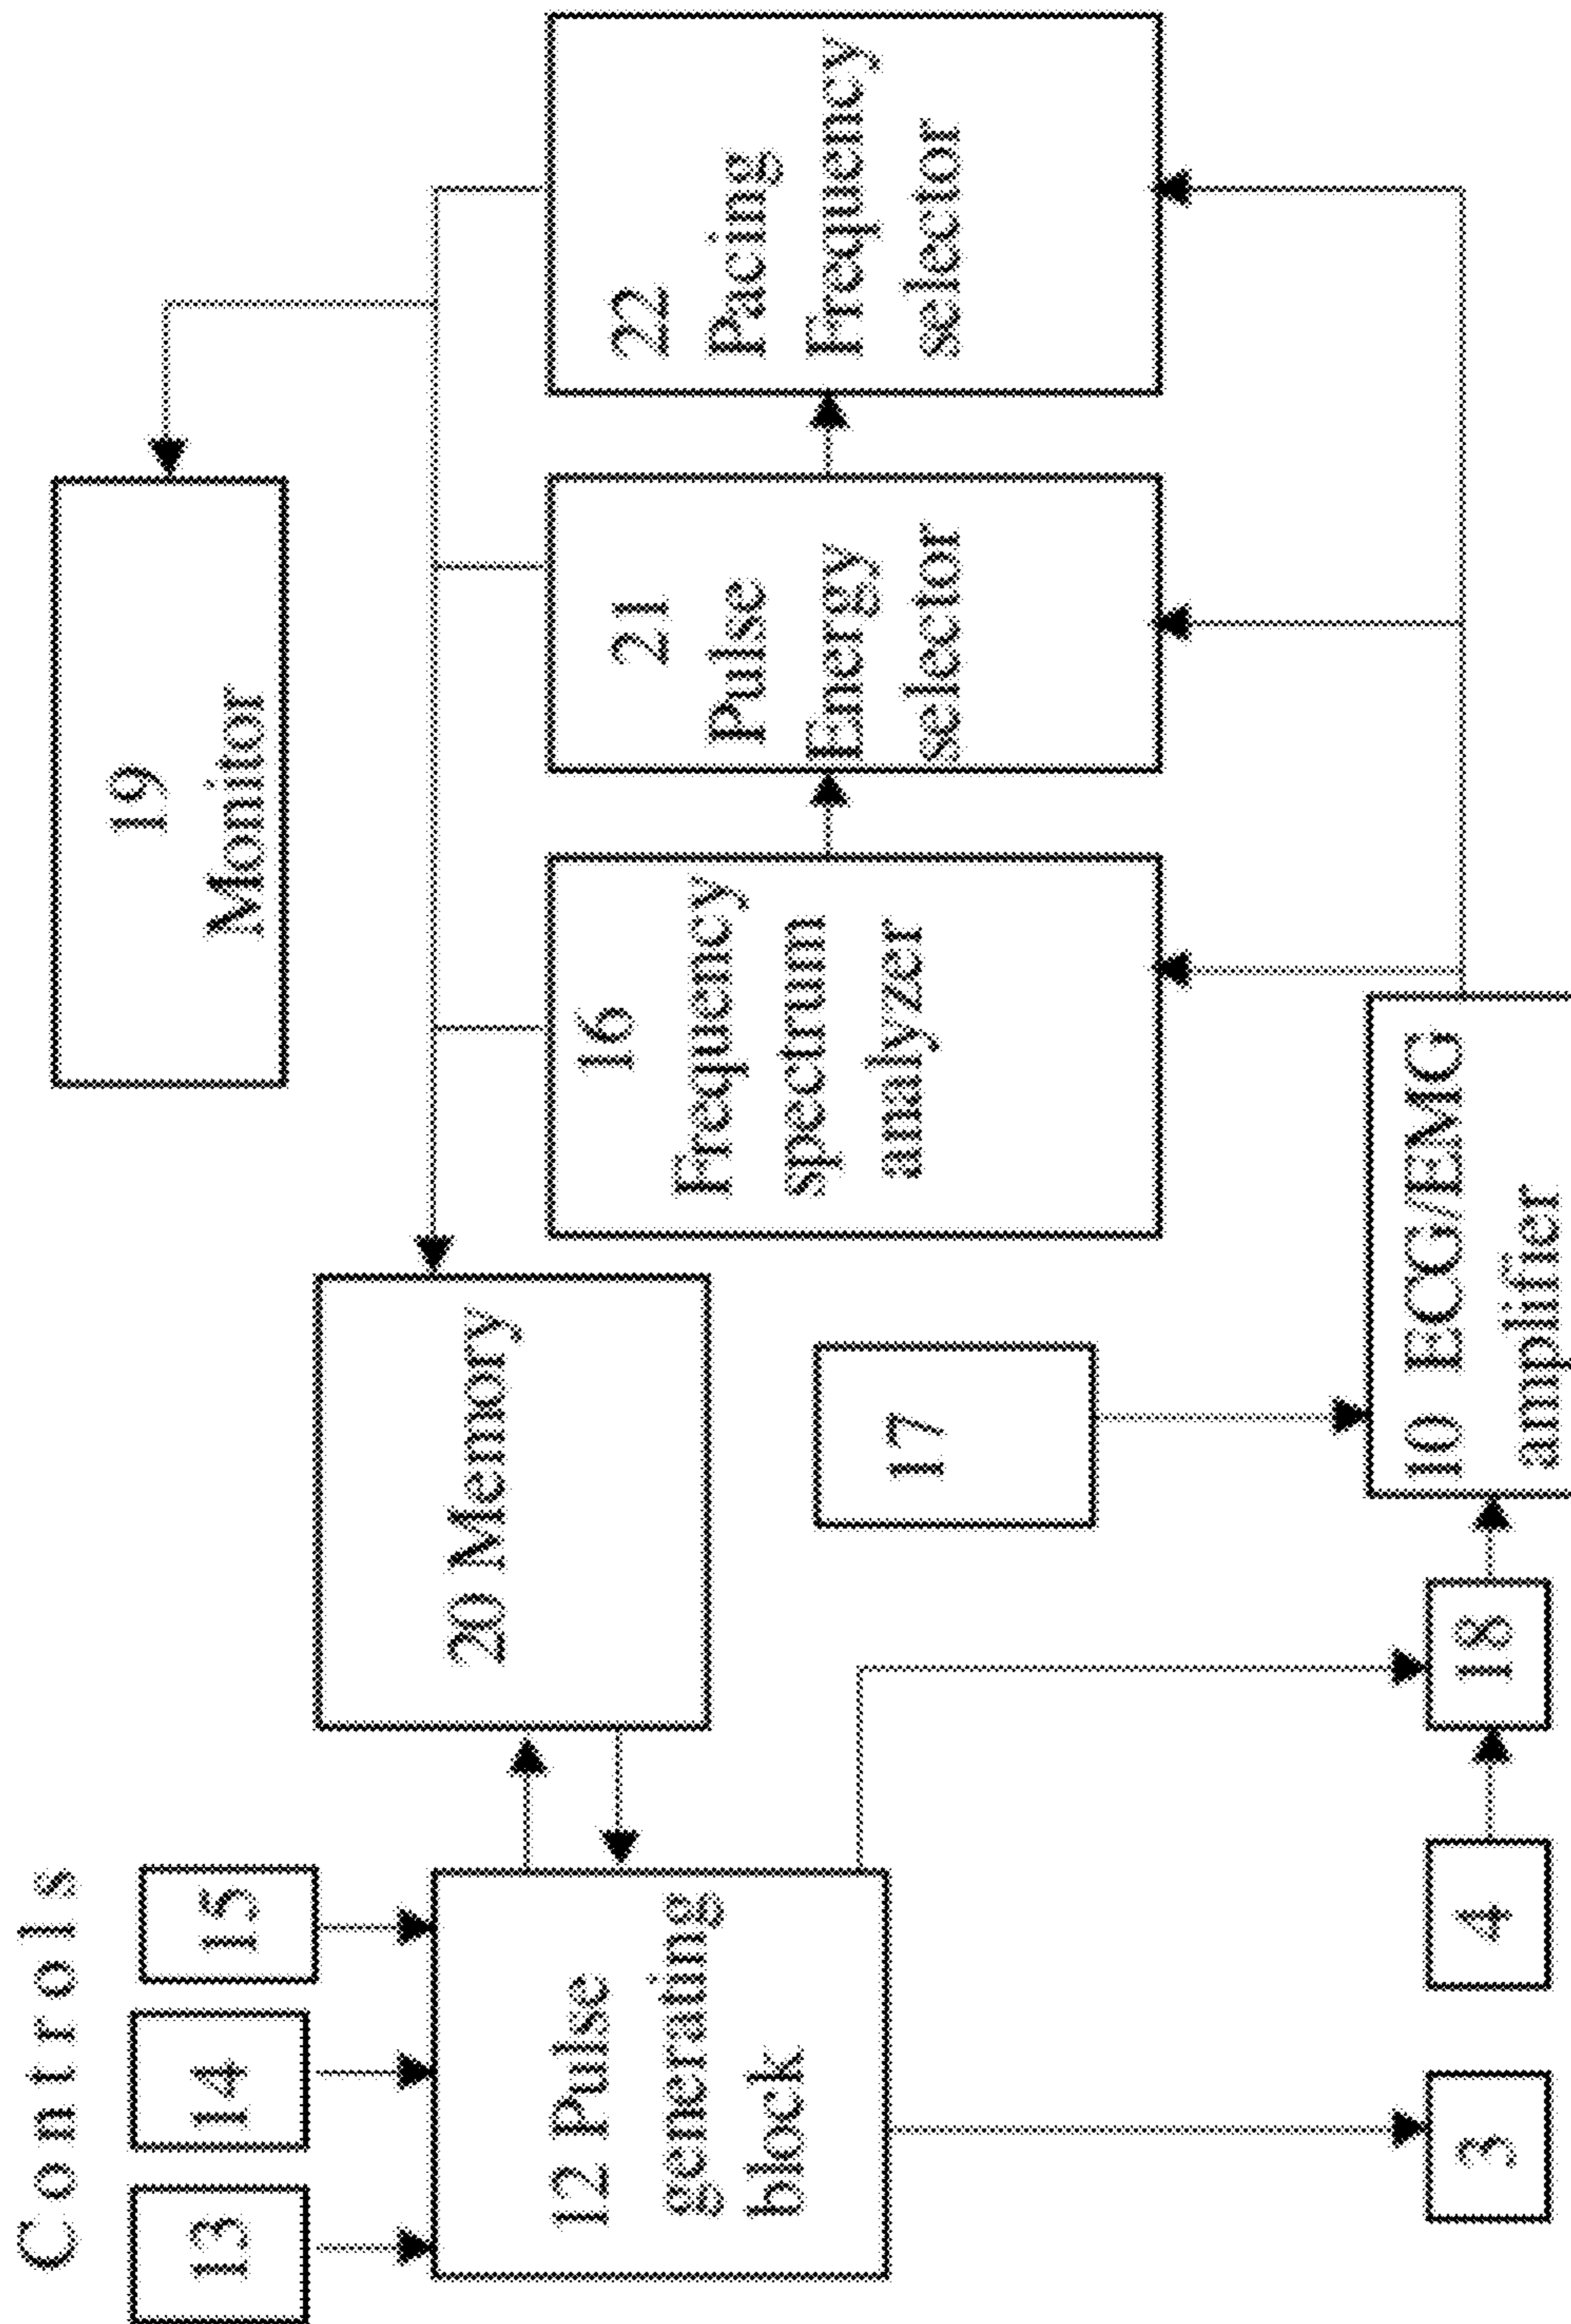 Controls
13
14
15
19
Monitor
12 Pulse
generating
block
20 Memory
16
Frequency
spectrum
analyzer
21
Pulse
Energy
selector
22
Pacing
Frequency
selector
17
3
4
18
10 ECG/EMG
amplifier